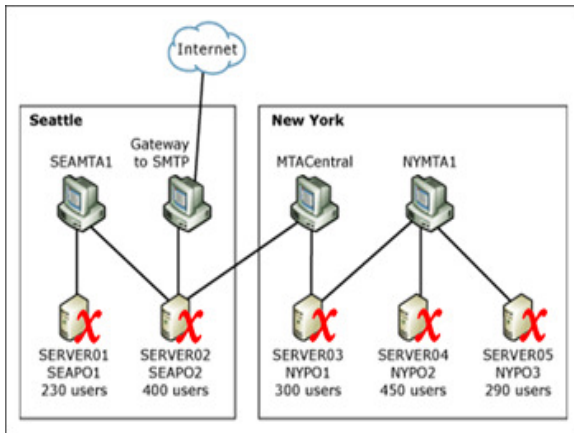 Internet
Seattle
New York
Gateway
to SMTP
SEAMTA1
MTACentral
NYMTA1
x
x
x
x
x
SERVER01
SEAPO1
230 users
SERVER02
SEAPO2
400 users
SERVER03
NYPO1
300 users
SERVER04
NYPO2
450 users
SERVER05
NYPO3
290 users